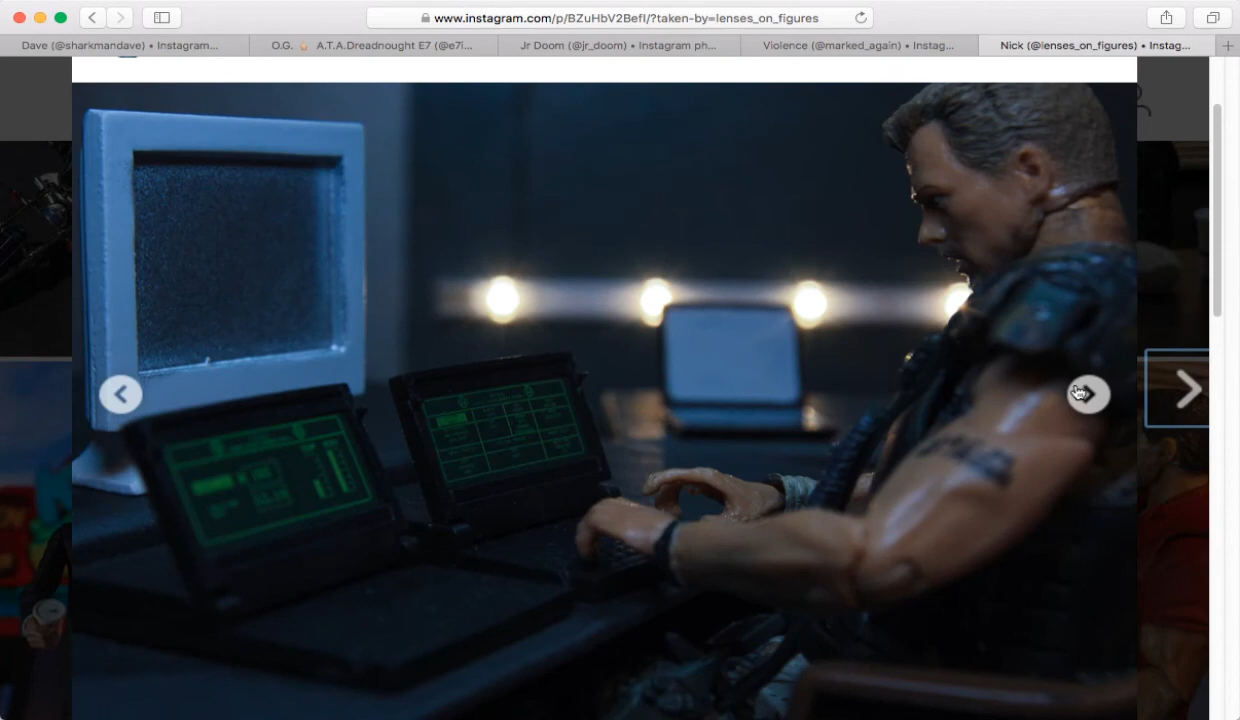 www.instagram.com/p/BZuHbV2BefI/?taken-by=lenses_on_figures
Dave (@sharkmandave) • Instagram...
O.G. 👌🏼 A.T.A.Dreadnought E7 (@e7i...
Jr Doom (@jr_doom) • Instagram ph...
Violence (@marked_again) • Instag...
Nick (@lenses_on_figures) • Instag...